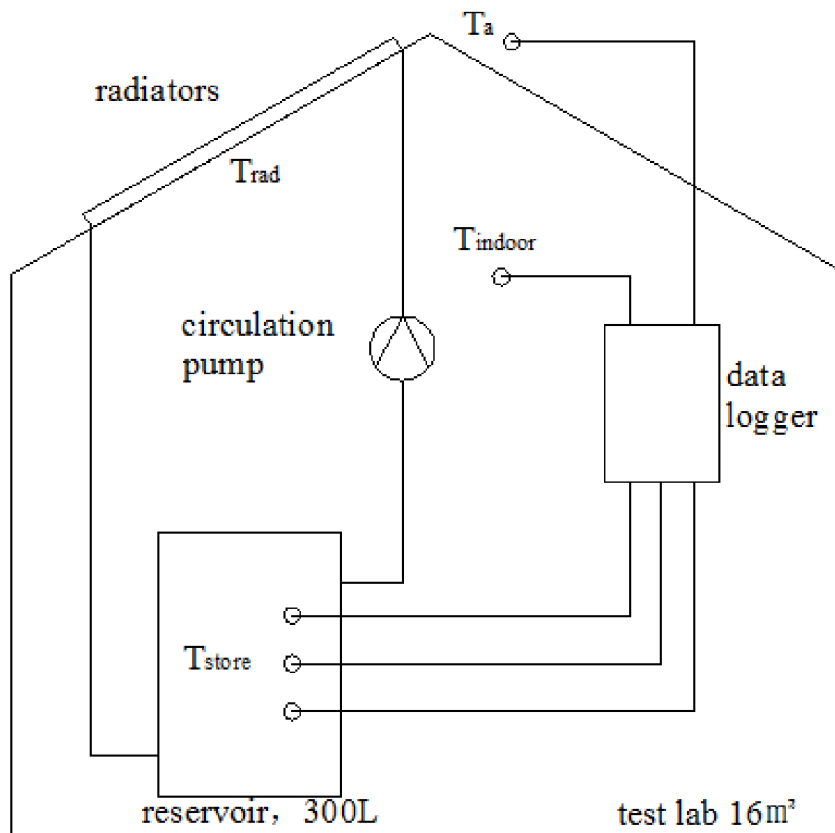 Ta
radiators
Trad
Tindoor
circulation
pump
data
logger
Tstore
reservoir, 300L
test lab 16m²